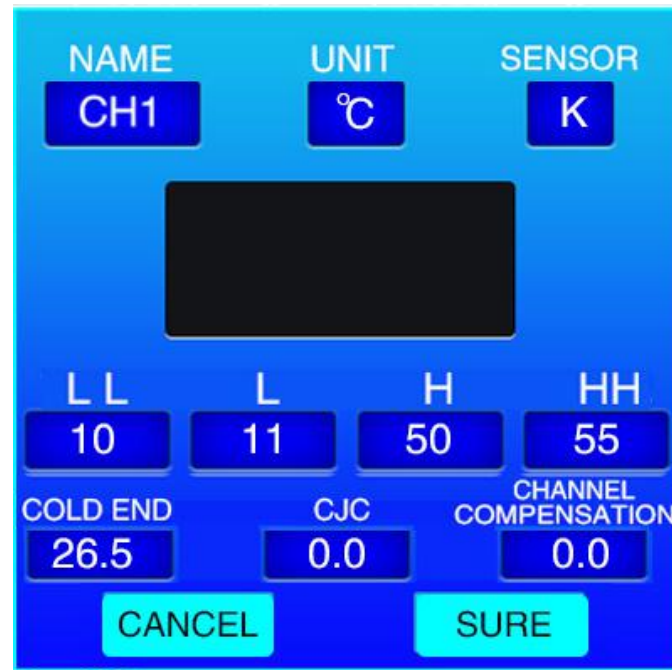 NAME UNIT SENSOR
CH1 ℃ K
L L L H HH
10 11 50 55
COLD END CJC CHANNEL COMPENSATION
26.5 0.0 0.0
CANCEL SURE